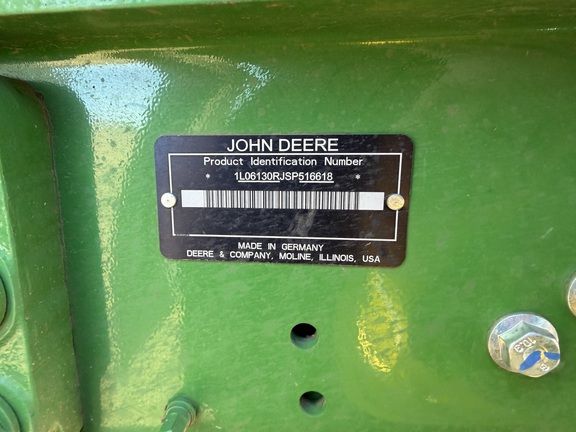 JOHN DEERE
Product Identification Number
* 1L06130RJSP516618 *
MADE IN GERMANY
DEERE & COMPANY, MOLINE, ILLINOIS, USA